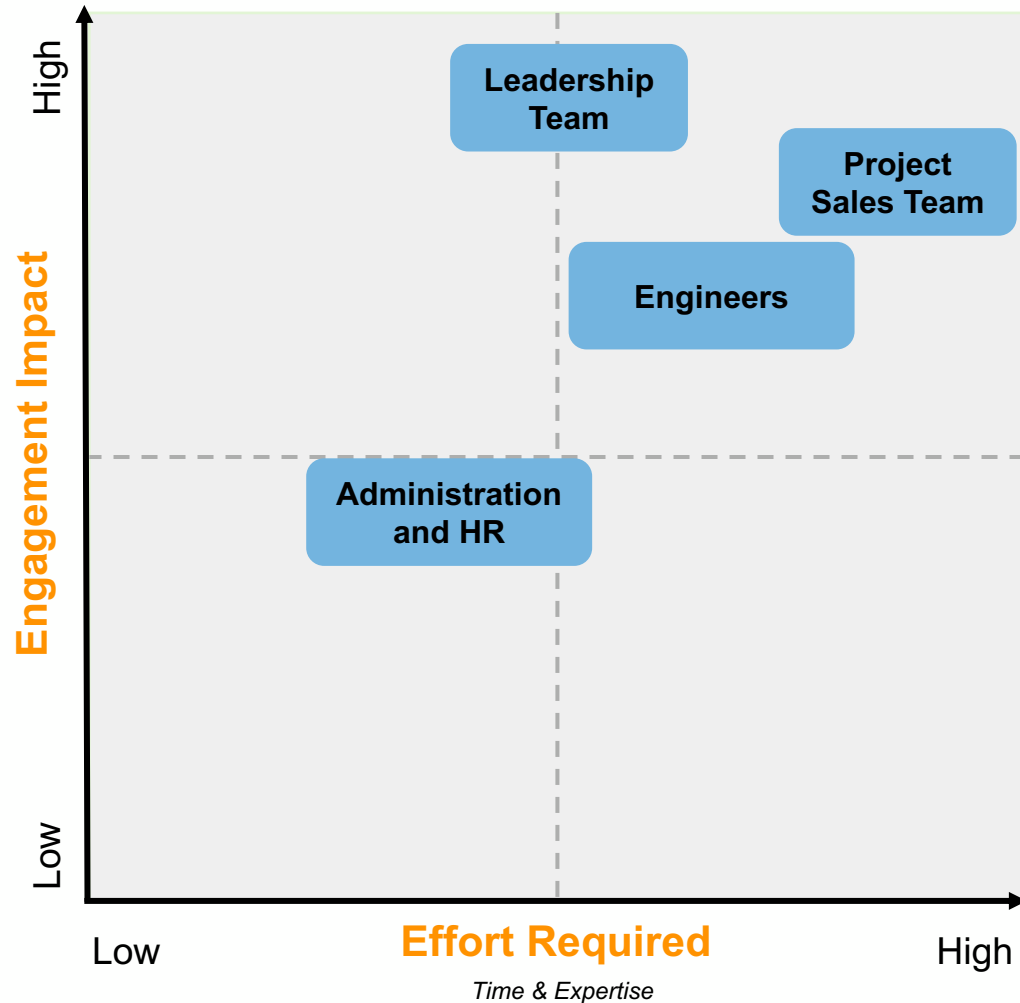 High
Leadership
Team
Project
Sales Team
Engineers
Engagement Impact
Administration
and HR
Low
Low
Effort Required
High
Time & Expertise